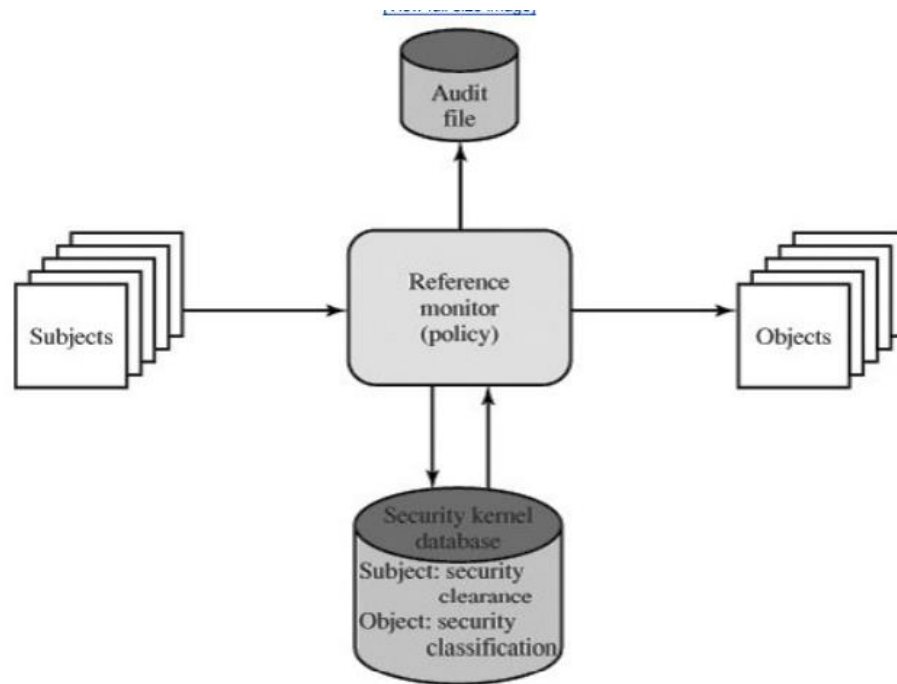 Audit
file
Reference
monitor
(policy)
Subjects
Objects
Security kernel
database
Subject: security
clearance
Object: security
classification